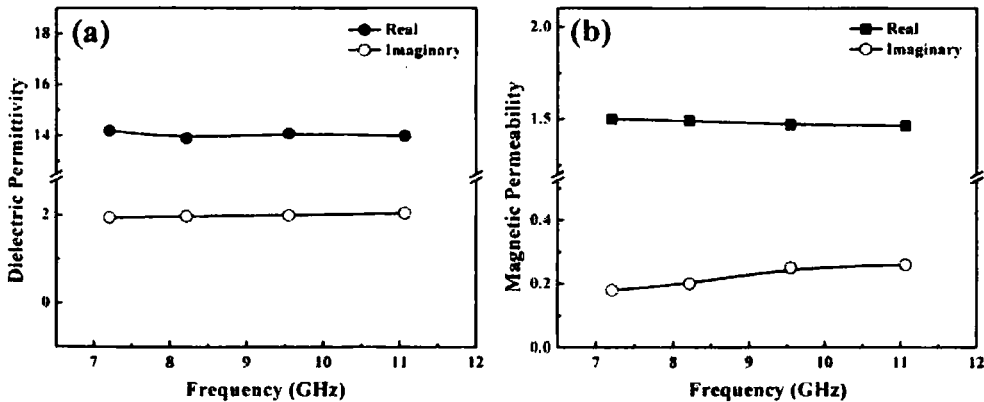 (a)
Real
Imaginary
Dielectric Permittivity
18
16
14
2
0
7 8 9 10 11 12
Frequency (GHz)
(b)
Real
Imaginary
Magnetic Permeability
2.0
1.5
0.4
0.2
0.0
7 8 9 10 11 12
Frequency (GHz)